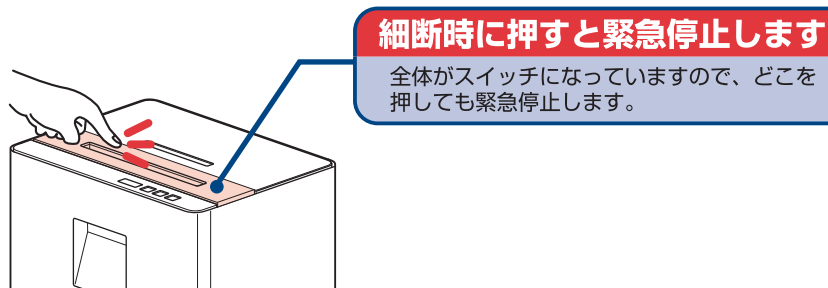 細断時に押すと緊急停止します
全体がスイッチになっていますので、どこを
押しても緊急停止します。